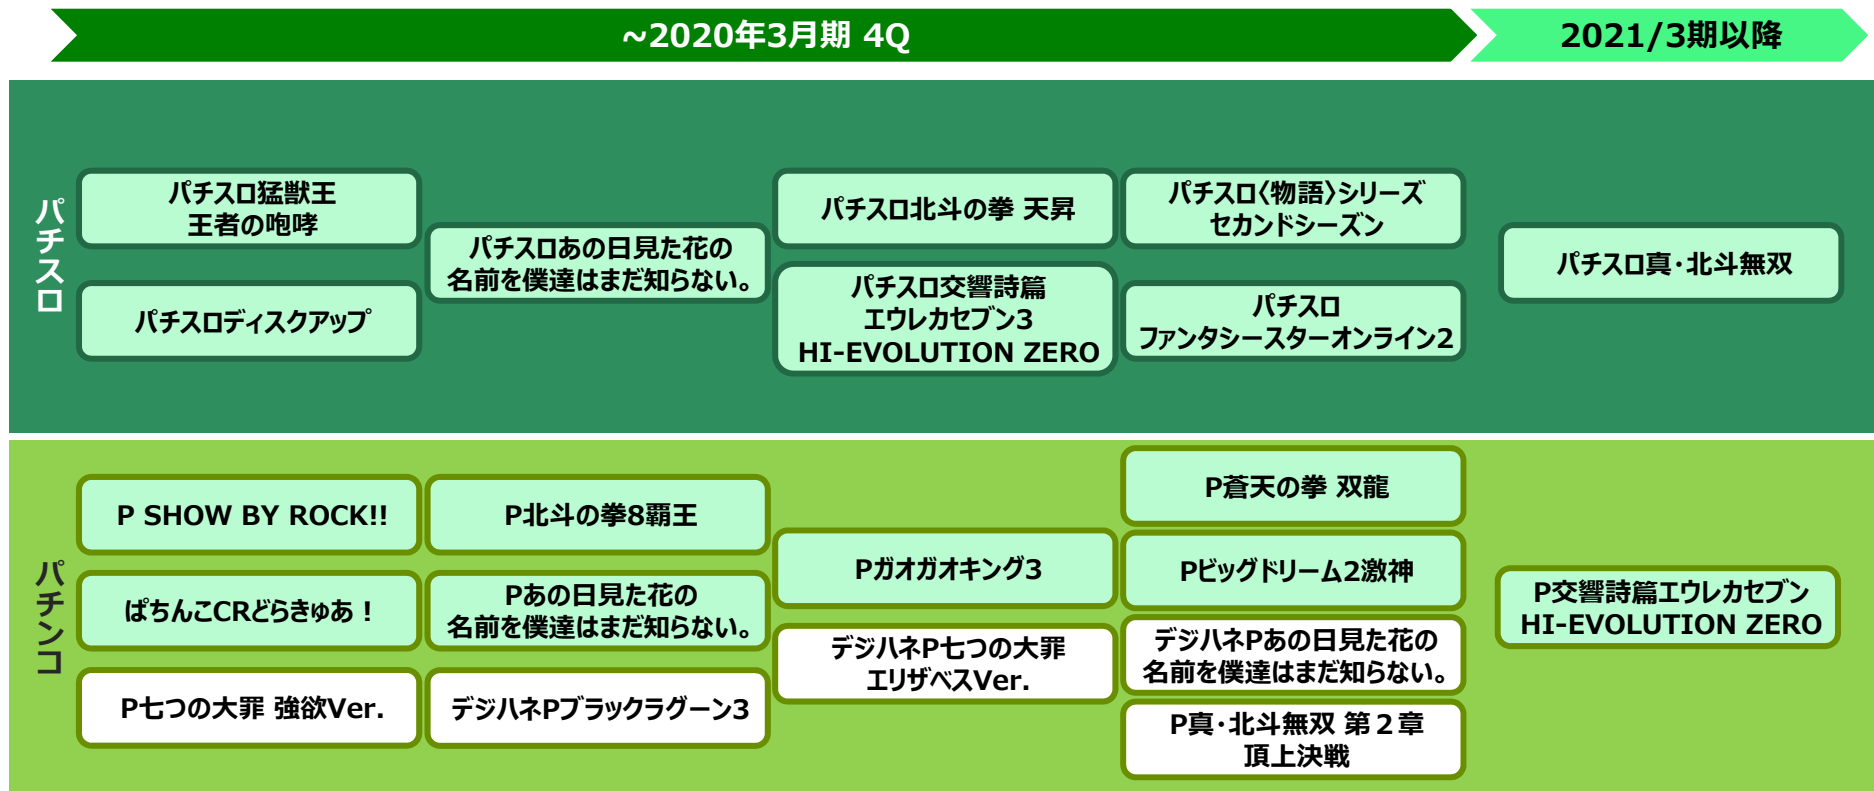 ~2020年3月期 4Q
2021/3期以降
パチスロ
パチスロ猛獣王
王者の咆哮
パチスロディスクアップ
パチスロあの日見た花の
名前を僕達はまだ知らない。
パチスロ北斗の拳 天昇
パチスロ交響詩篇
エウレカセブン3
HI-EVOLUTION ZERO
パチスロ〈物語〉シリーズ
セカンドシーズン
パチスロ
ファンタシースターオンライン2
パチスロ真・北斗無双
パチンコ
P SHOW BY ROCK!!
ぱちんこCRどらきゅあ！
P七つの大罪 強欲Ver.
P北斗の拳8覇王
Pあの日見た花の
名前を僕達はまだ知らない。
デジハネPブラックラグーン3
Pガオガオキング3
デジハネP七つの大罪
エリザベスVer.
P蒼天の拳 双龍
Pビッグドリーム2激神
デジハネPあの日見た花の
名前を僕達はまだ知らない。
P真・北斗無双 第２章
頂上決戦
P交響詩篇エウレカセブン
HI-EVOLUTION ZERO